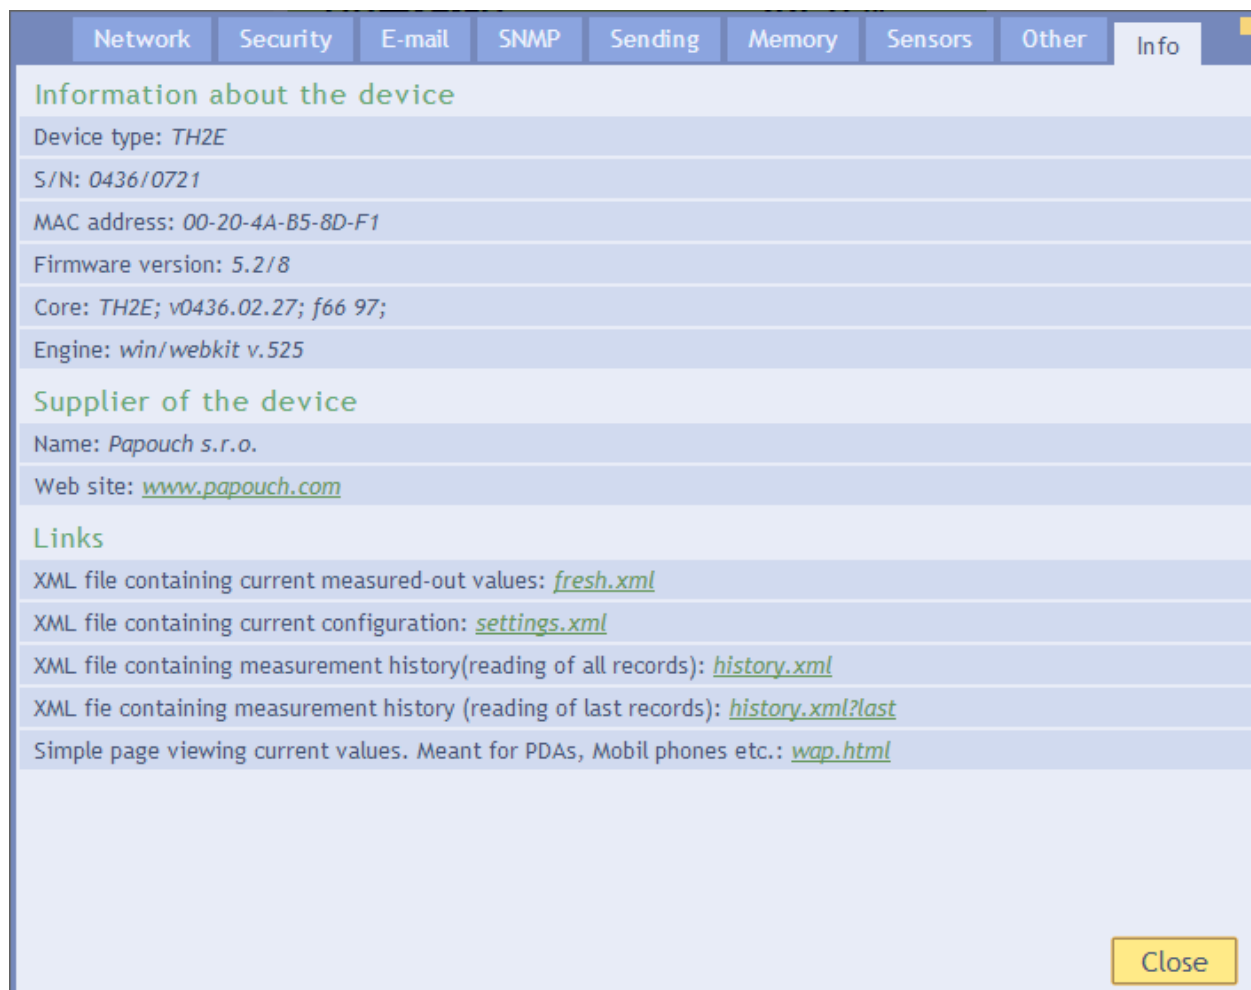 Network Security E-mail SNMP Sending Memory Sensors Other Info
Information about the device
Device type: TH2E
S/N: 0436/0721
MAC address: 00-20-4A-B5-8D-F1
Firmware version: 5.2/8
Core: TH2E; v0436.02.27; f66 97;
Engine: win/webkit v.525
Supplier of the device
Name: Papouch s.r.o.
Web site: www.papouch.com
Links
XML file containing current measured-out values: fresh.xml
XML file containing current configuration: settings.xml
XML file containing measurement history(reading of all records): history.xml
XML fie containing measurement history (reading of last records): history.xml?last
Simple page viewing current values. Meant for PDAs, Mobil phones etc.: wap.html
Close